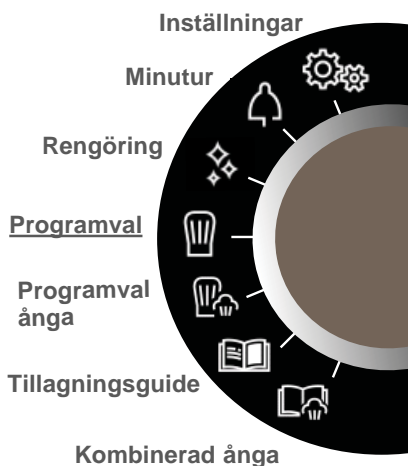 Inställningar
Minutur
Rengöring
Programval
Programval
ånga
Tillagningsguide
Kombinerad ånga